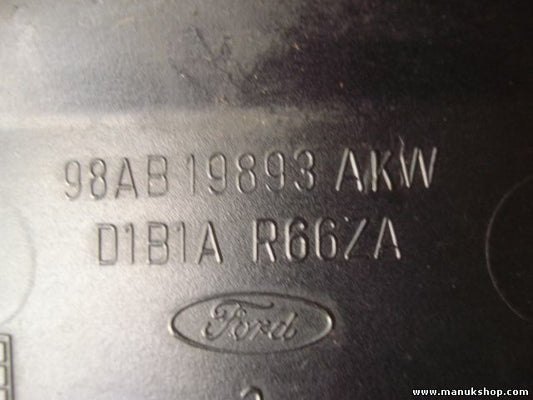 98AB 19893 AKW
D1B1A R66ZA
Ford
www.manukshop.com